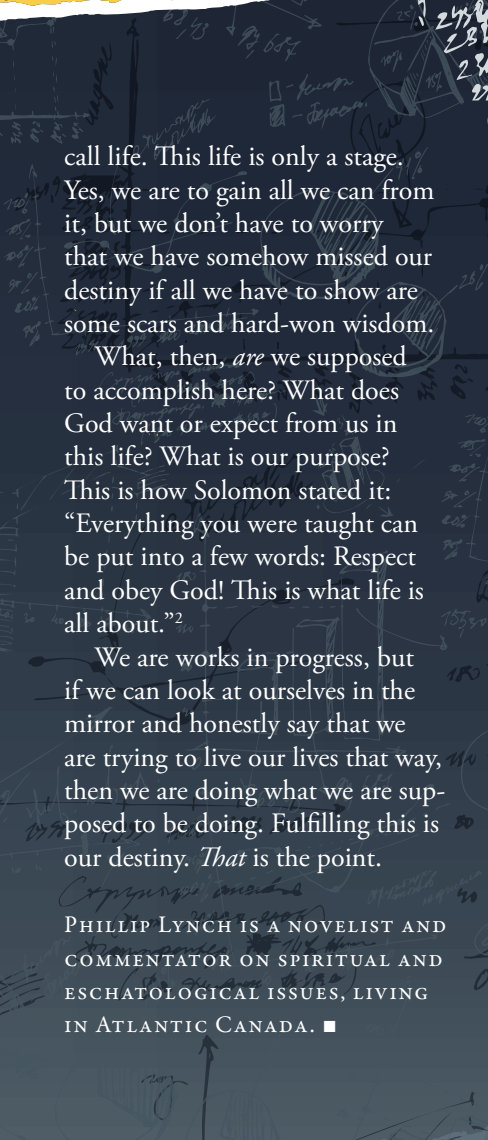 call life. This life is only a stage.
Yes, we are to gain all we can from
it, but we don’t have to worry
that we have somehow missed our
destiny if all we have to show are
some scars and hard-won wisdom.
What, then, are we supposed
to accomplish here? What does
God want or expect from us in
this life? What is our purpose?
This is how Solomon stated it:
“Everything you were taught can
be put into a few words: Respect
and obey God! This is what life is
all about.”²
We are works in progress, but
if we can look at ourselves in the
mirror and honestly say that we
are trying to live our lives that way,
then we are doing what we are sup-
posed to be doing. Fulfilling this is
our destiny. That is the point.
Phillip Lynch is a novelist and
commentator on spiritual and
eschatological issues, living
in Atlantic Canada. ■